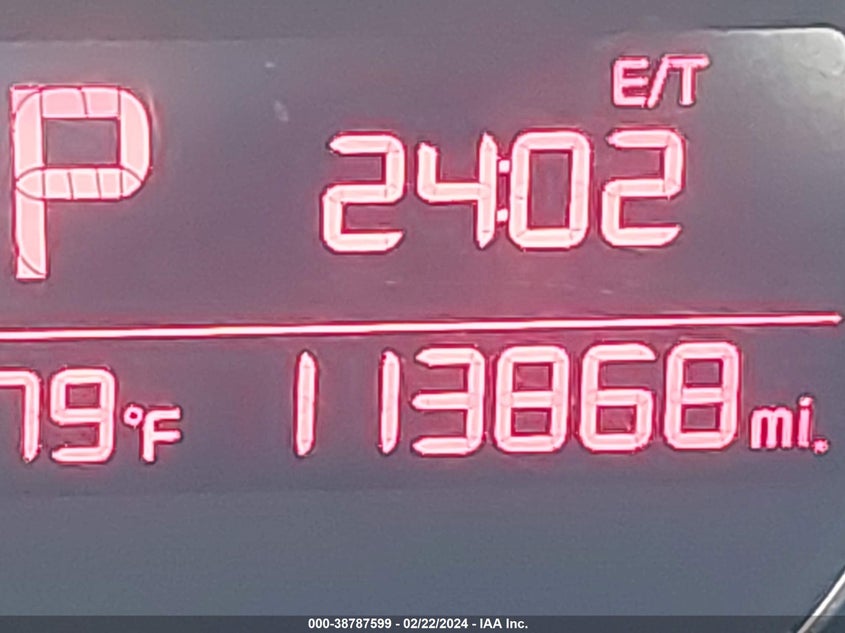 E/T
P 24:02
79°F 113868 mi.
000-38787599 - 02/22/2024 - IAA Inc.